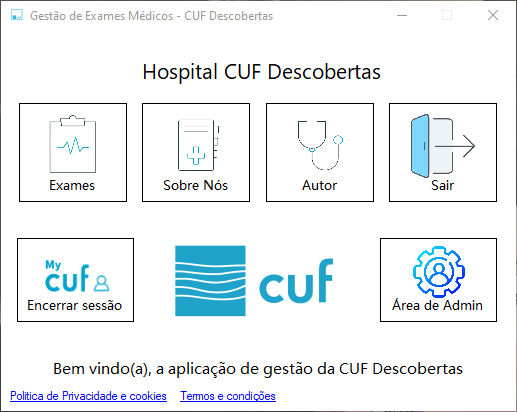 Gestão de Exames Médicos - CUF Descobertas
Hospital CUF Descobertas
Exames
Sobre Nós
Autor
Sair
My
cuf
Encerrar sessão
cuf
Área de Admin
Bem vindo(a), a aplicação de gestão da CUF Descobertas
Politica de Privacidade e cookies
Termos e condições